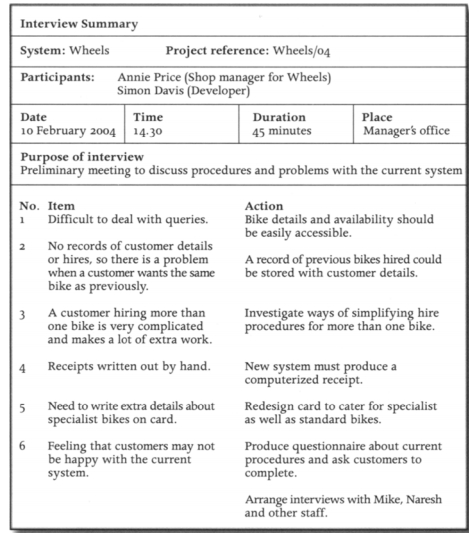 Interview Summary
System: Wheels Project reference: Wheels/04
Participants: Annie Price (Shop manager for Wheels)
Simon Davis (Developer)
Date Time Duration Place
10 February 2004 14.30 45 minutes Manager's office
Purpose of interview
Preliminary meeting to discuss procedures and problems with the current system
No. Item Action
1 Difficult to deal with queries. Bike details and availability should
be easily accessible.
2 No records of customer details
or hires, so there is a problem
when a customer wants the same
bike as previously.
A record of previous bikes hired could
be stored with customer details.
3 A customer hiring more than
one bike is very complicated
and makes a lot of extra work.
Investigate ways of simplifying hire
procedures for more than one bike.
4 Receipts written out by hand. New system must produce a
computerized receipt.
5 Need to write extra details about
specialist bikes on card.
Redesign card to cater for specialist
as well as standard bikes.
6 Feeling that customers may not
be happy with the current
system.
Produce questionnaire about current
procedures and ask customers to
complete.
Arrange interviews with Mike, Naresh
and other staff.